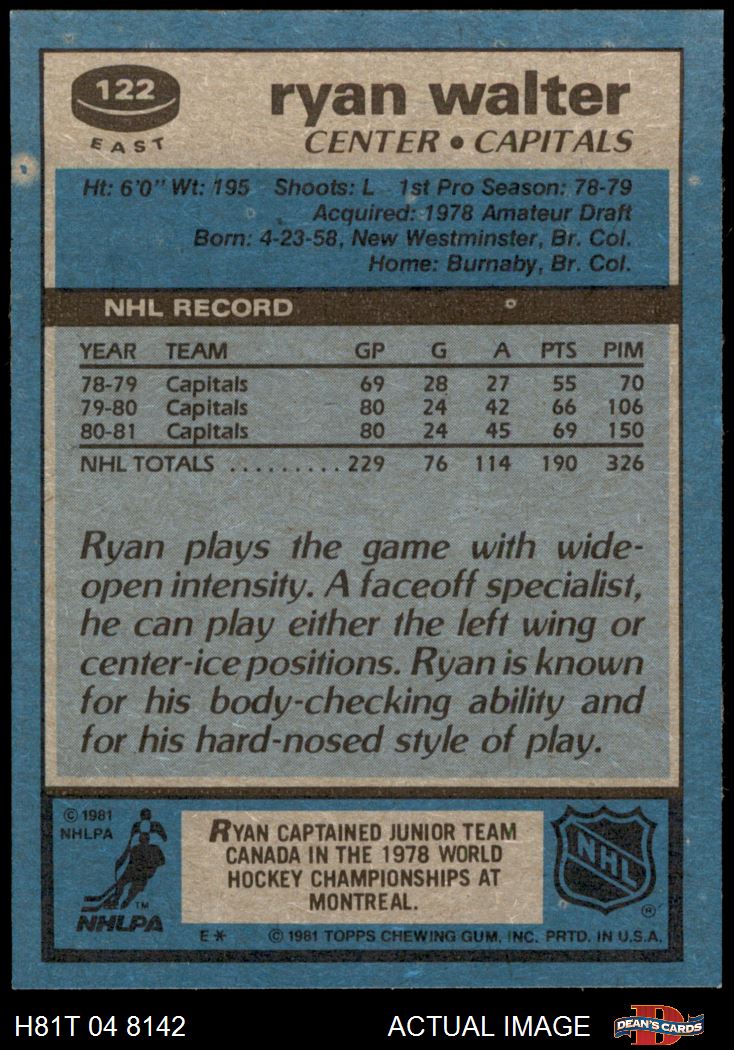 122
EAST
ryan walter
CENTER • CAPITALS
Ht: 6'0" Wt: 195 Shoots: L 1st Pro Season: 78-79
Acquired: 1978 Amateur Draft
Born: 4-23-58, New Westminster, Br. Col.
Home: Burnaby, Br. Col.
NHL RECORD
YEAR TEAM GP G A PTS PIM
78-79 Capitals 69 28 27 55 70
79-80 Capitals 80 24 42 66 106
80-81 Capitals 80 24 45 69 150
NHL TOTALS ......... 229 76 114 190 326
Ryan plays the game with wide-
open intensity. A faceoff specialist,
he can play either the left wing or
center-ice positions. Ryan is known
for his body-checking ability and
for his hard-nosed style of play.
© 1981
NHLPA
TM
NHLPA
RYAN CAPTAINED JUNIOR TEAM
CANADA IN THE 1978 WORLD
HOCKEY CHAMPIONSHIPS AT
MONTREAL.
NHL
®
E* © 1981 TOPPS CHEWING GUM, INC. PRTD. IN U.S.A.
H81T 04 8142 ACTUAL IMAGE
D
DEAN'S CARDS